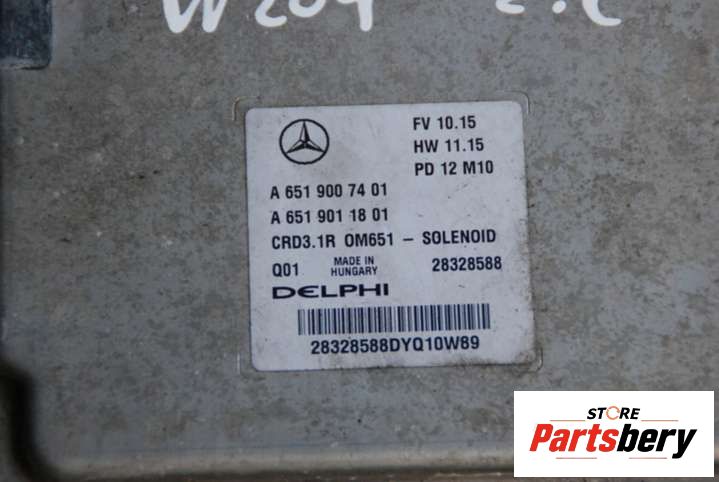 W204
FV 10.15
HW 11.15
PD 12 M10
A 651 900 74 01
A 651 901 18 01
CRD3.1R OM651 - SOLENOID
Q01 MADE IN HUNGARY 28328588
DELPHI
28328588DYQ10W89
STORE
Partsbery